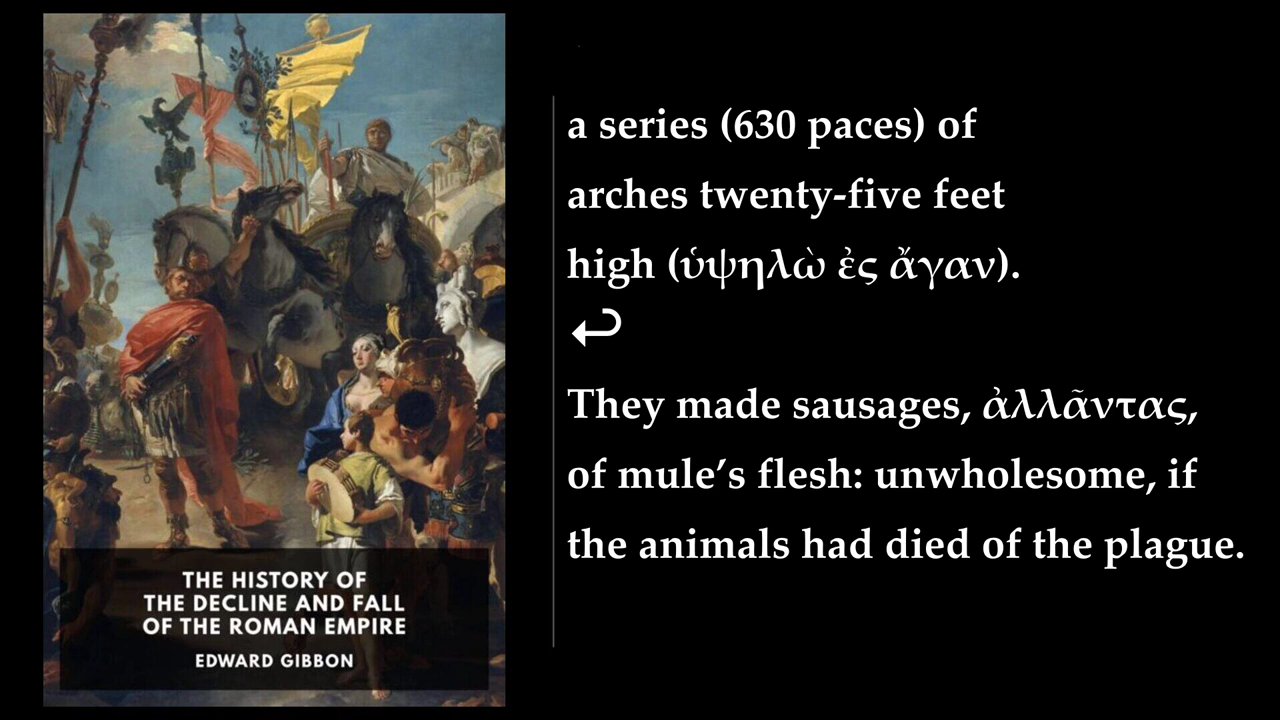 THE HISTORY OF
THE DECLINE AND FALL
OF THE ROMAN EMPIRE
EDWARD GIBBON
a series (630 paces) of
arches twenty-five feet
high (ὑψηλὼ ἐς ἄγαν).
↩
They made sausages, ἀλλᾶντας,
of mule’s flesh: unwholesome, if
the animals had died of the plague.